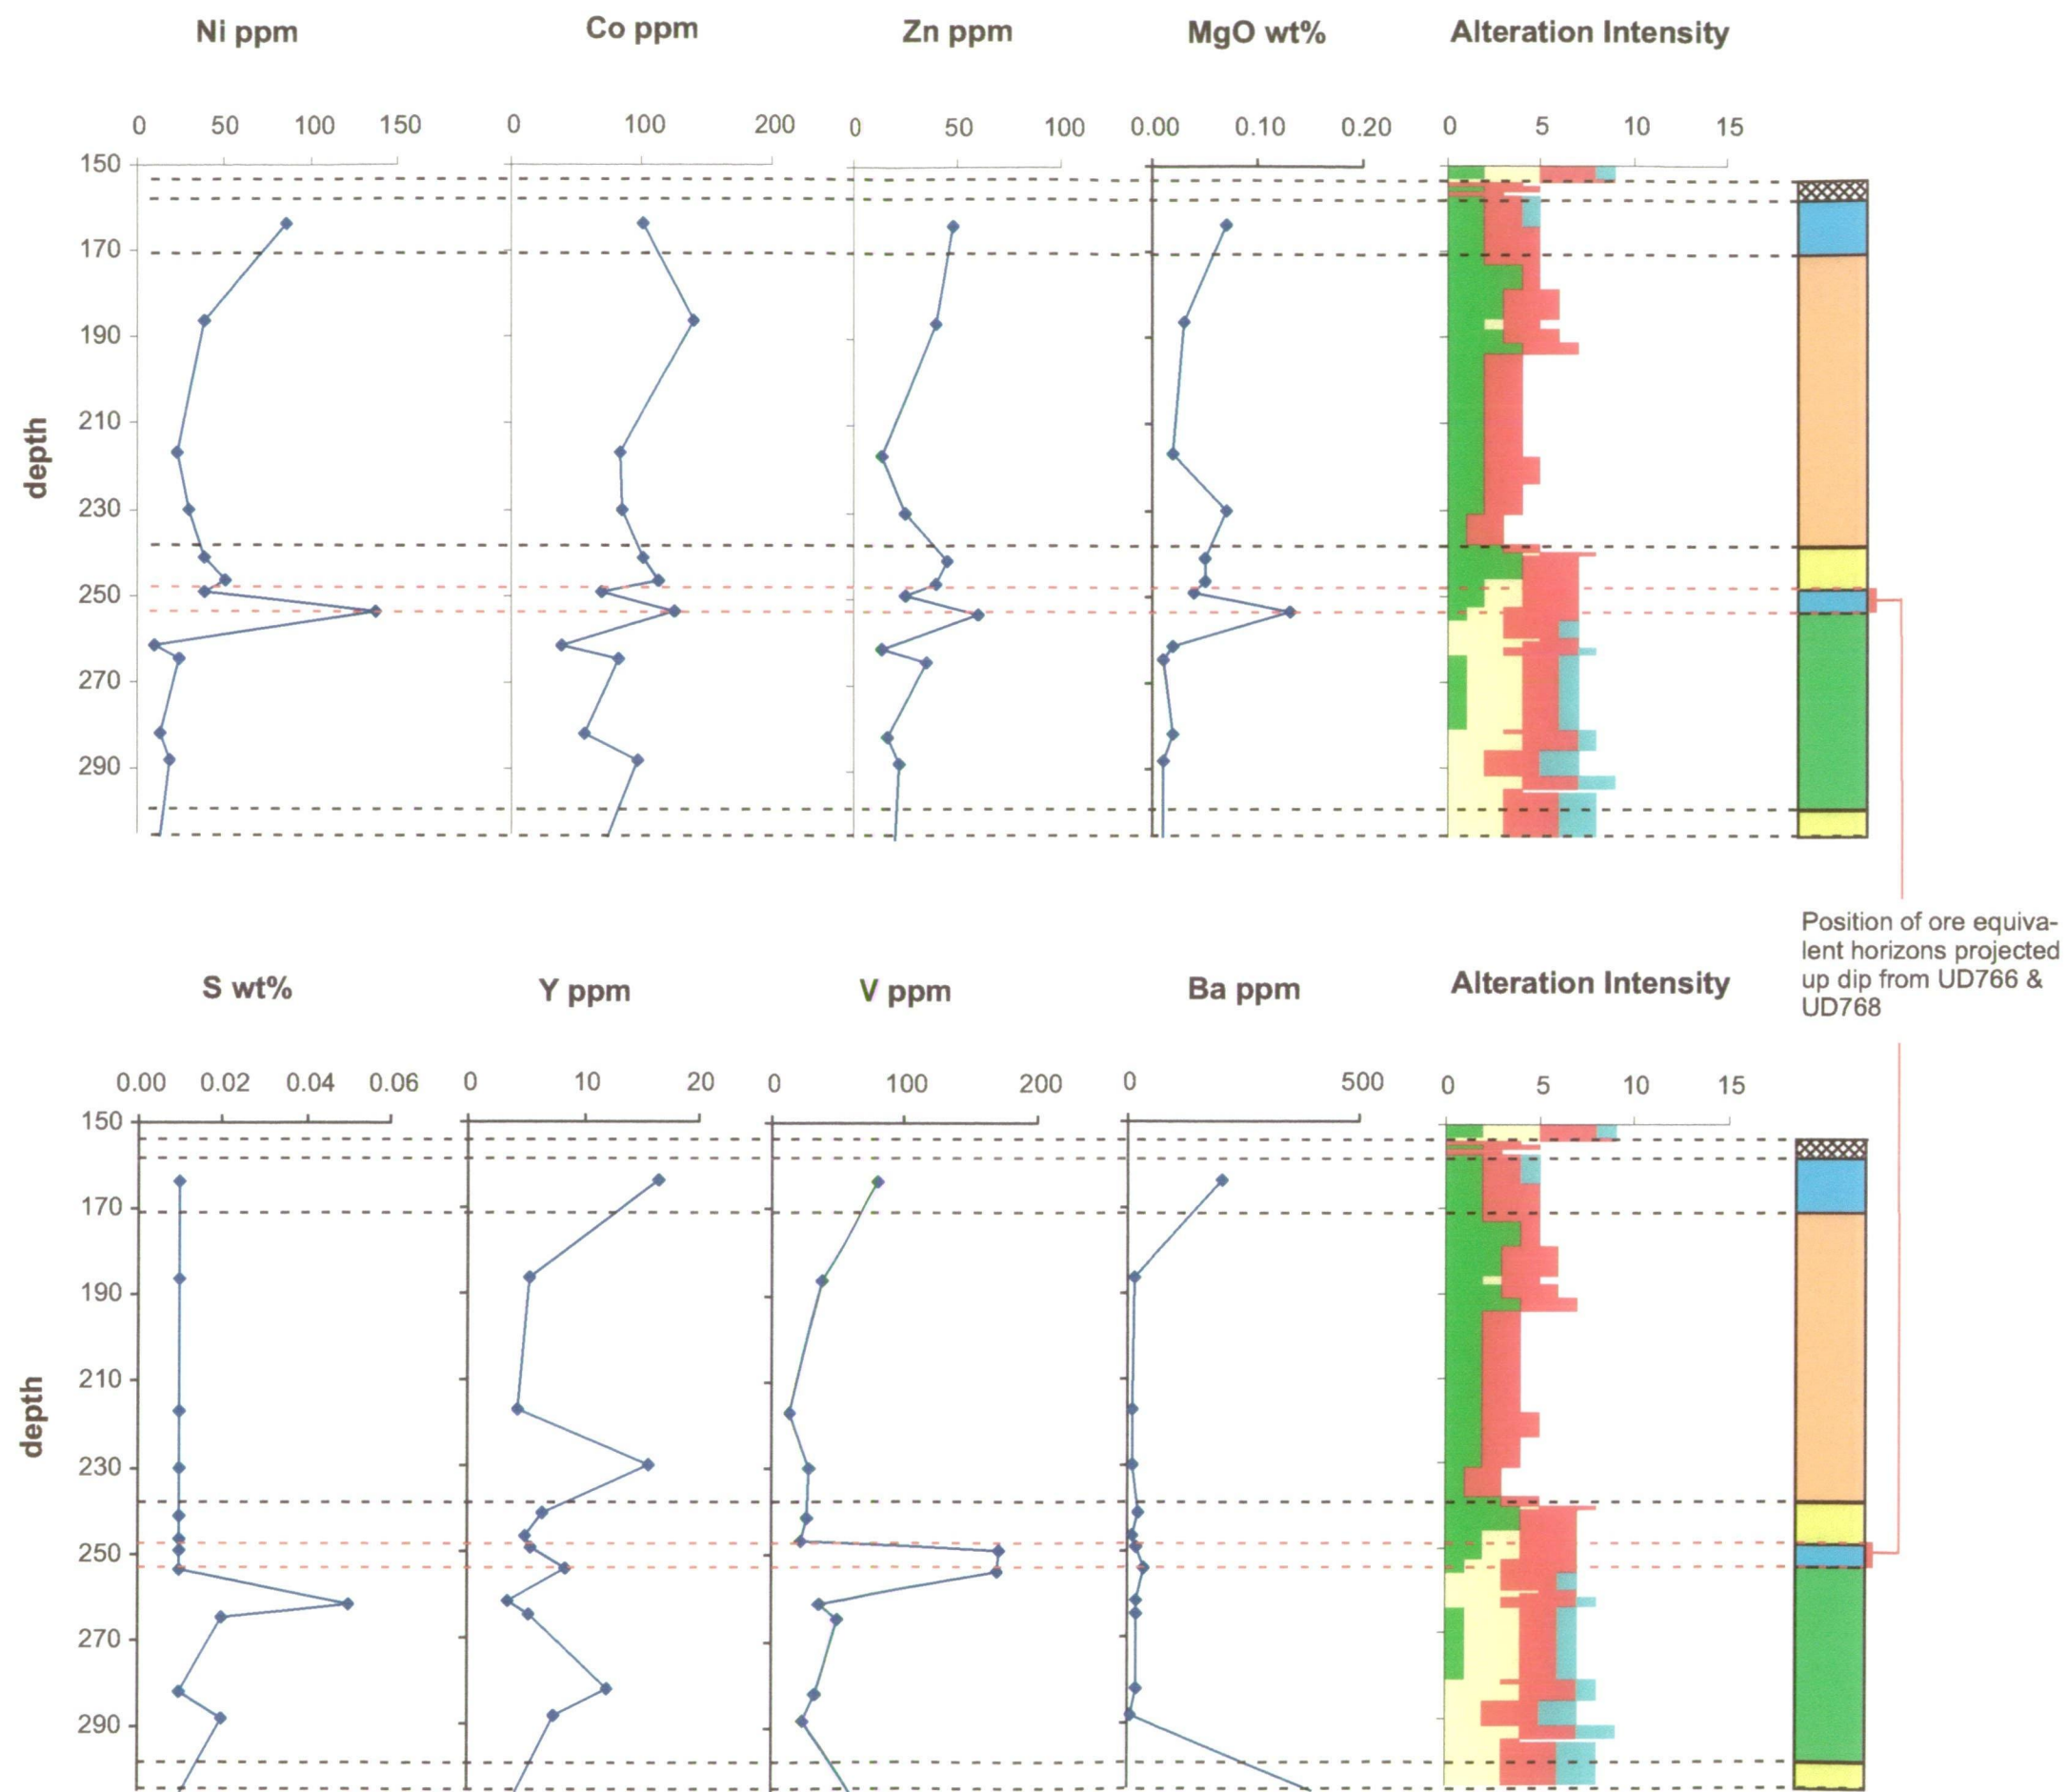 Ni ppm Co ppm Zn ppm MgO wt% Alteration Intensity
0 50 100 150 0 100 200 0 50 100 0.00 0.10 0.20 0 5 10 15
150
170
190
210
depth
230
250
270
290
Position of ore equiva-
lent horizons projected
up dip from UD766 &
UD768
S wt% Y ppm V ppm Ba ppm Alteration Intensity
0.00 0.02 0.04 0.06 0 10 20 0 100 200 0 500 0 5 10 15
150
170
190
210
depth
230
250
270
290